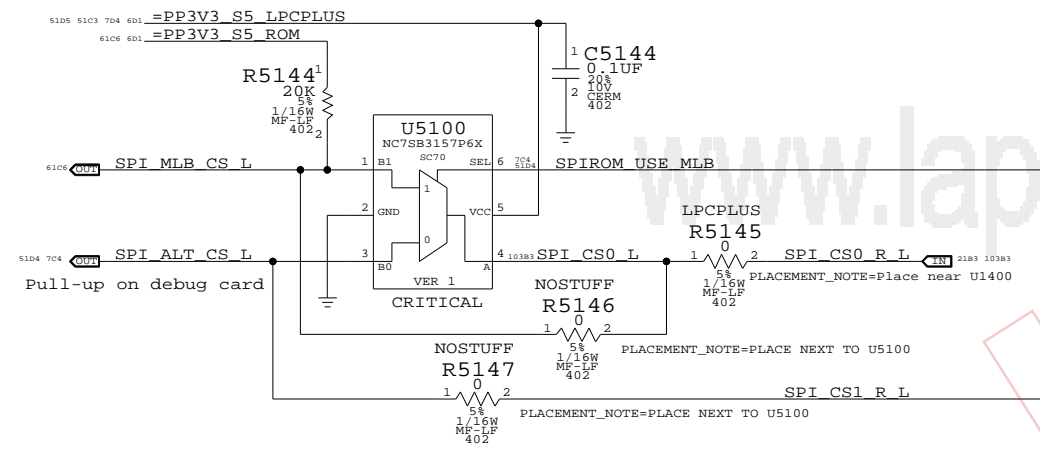 51D5 51C3 7D4 6D1 =PP3V3_S5_LPCPLUS
61C6 6D1 =PP3V3_S5_ROM
1 C5144
0.1UF
20%
10V
CERM
402
2
R5144 1
20K
5%
1/16W
MF-LF
402 2
U5100
NC7SB3157P6X
SC70
61C6 OUT SPI_MLB_CS_L 1 B1 SEL 6 7C4 51D4 SPIROM_USE_MLB
1
2 GND VCC 5
0
51D4 7C4 OUT SPI_ALT_CS_L 3 B0 A 4 103B3 SPI_CS0_L
VER 1
CRITICAL
Pull-up on debug card
LPCPLUS
R5145
0
1 2 SPI_CS0_R_L IN 21B3 103B3
5%
1/16W
MF-LF
402
PLACEMENT_NOTE=Place near U1400
NOSTUFF
R5146
0
1 2
5%
1/16W
MF-LF
402
PLACEMENT_NOTE=PLACE NEXT TO U5100
NOSTUFF
R5147
0
1 2 SPI_CS1_R_L
5%
1/16W
MF-LF
402
PLACEMENT_NOTE=PLACE NEXT TO U5100
www.lap